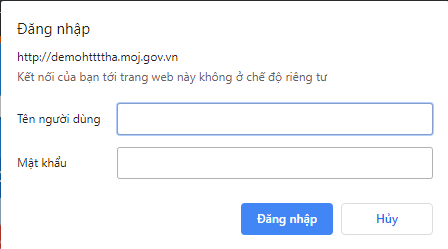 Đăng nhập
http://demohttttha.moj.gov.vn
Kết nối của bạn tới trang web này không ở chế độ riêng tư
Tên người dùng
Mật khẩu
Đăng nhập Hủy